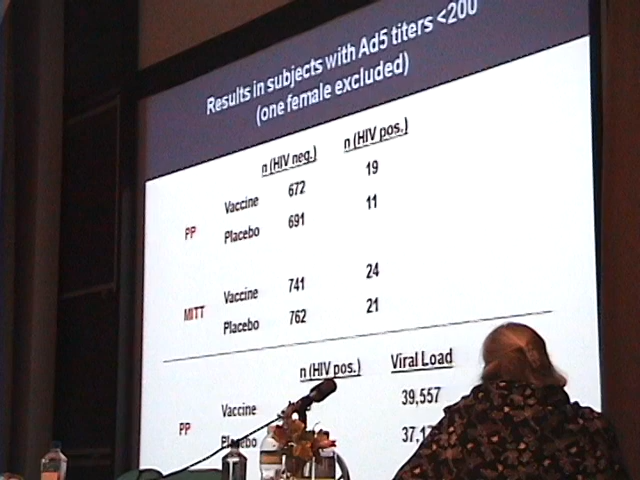 Results in subjects with Ad5 titers <200
(one female excluded)
n (HIV neg.) n (HIV pos.)
PP Vaccine 672 19
Placebo 691 11
MITT Vaccine 741 24
Placebo 762 21
n (HIV pos.) Viral Load
PP Vaccine 39,557
Placebo